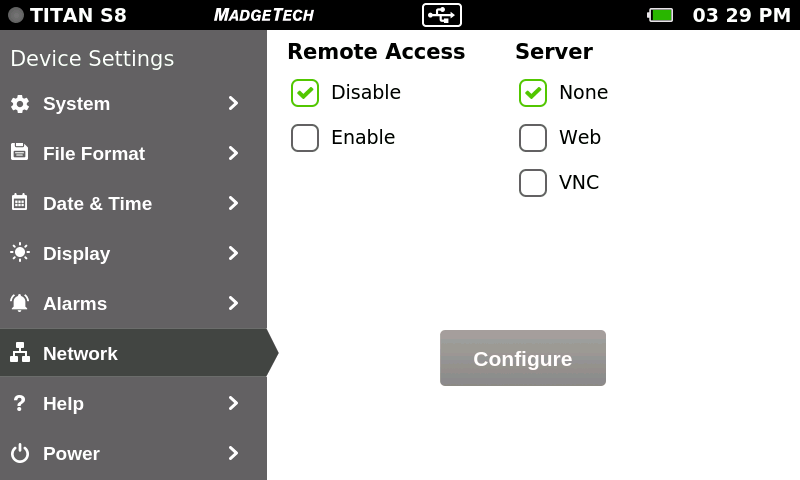 TITAN S8
MADGETECH
03 29 PM
Device Settings
System
File Format
Date & Time
Display
Alarms
Network
Help
Power
Remote Access
Disable
Enable
Server
None
Web
VNC
Configure